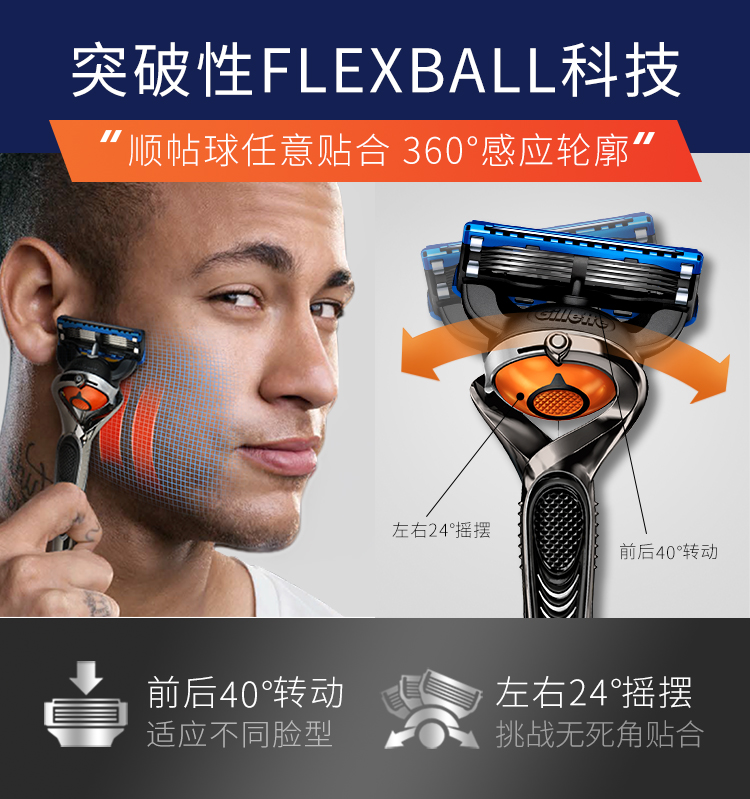 突破性FLEXBALL科技
"顺帖球任意贴合 360°感应轮廓"
Gillette
左右24°摇摆
前后40°转动
前后40°转动
左右24°摇摆
适应不同脸型
挑战无死角贴合